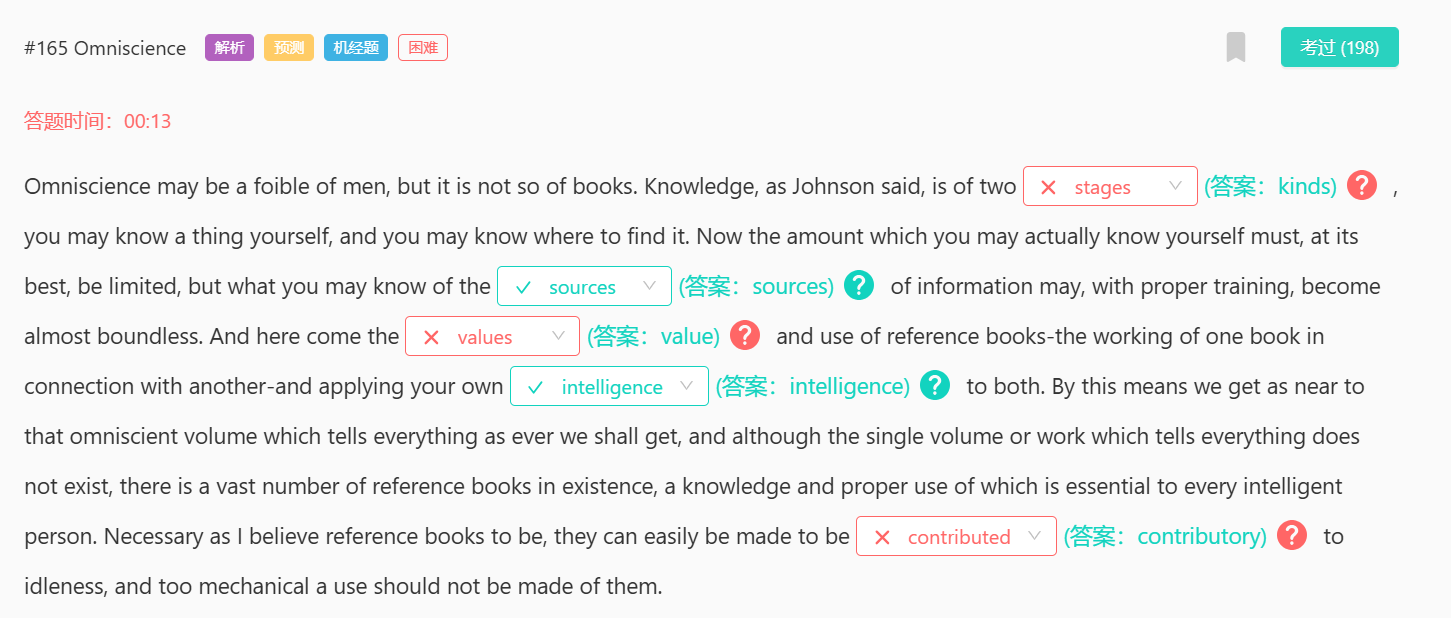 #165 Omniscience 解析 预测 机经题 困难 考过 (198)
答题时间：00:13
Omniscience may be a foible of men, but it is not so of books. Knowledge, as Johnson said, is of two stages (答案：kinds) ? ,
you may know a thing yourself, and you may know where to find it. Now the amount which you may actually know yourself must, at its
best, be limited, but what you may know of the sources (答案：sources) ? of information may, with proper training, become
almost boundless. And here come the values (答案：value) ? and use of reference books-the working of one book in
connection with another-and applying your own intelligence (答案：intelligence) ? to both. By this means we get as near to
that omniscient volume which tells everything as ever we shall get, and although the single volume or work which tells everything does
not exist, there is a vast number of reference books in existence, a knowledge and proper use of which is essential to every intelligent
person. Necessary as I believe reference books to be, they can easily be made to be contributed (答案：contributory) ? to
idleness, and too mechanical a use should not be made of them.